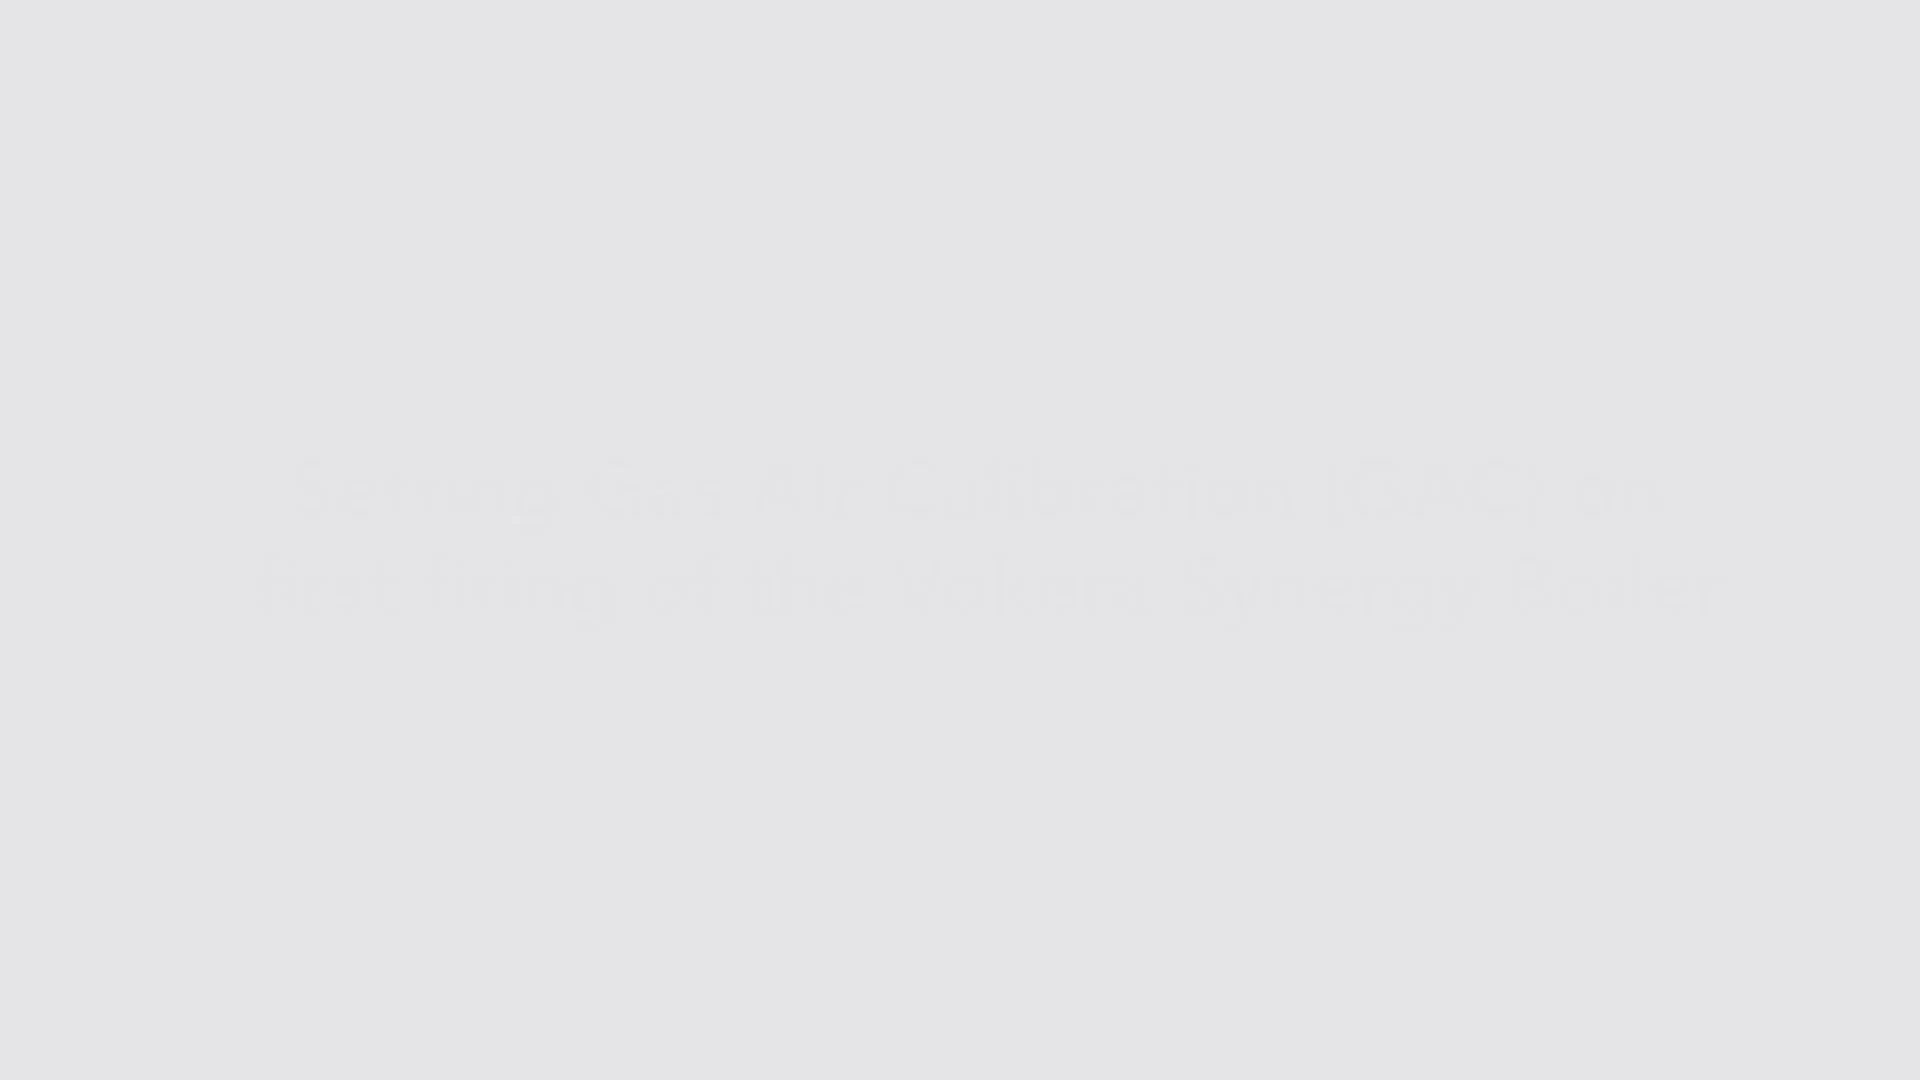 Setting Gas Air Calibration (GAC) on
first firing of the Vokera Synergy Boiler